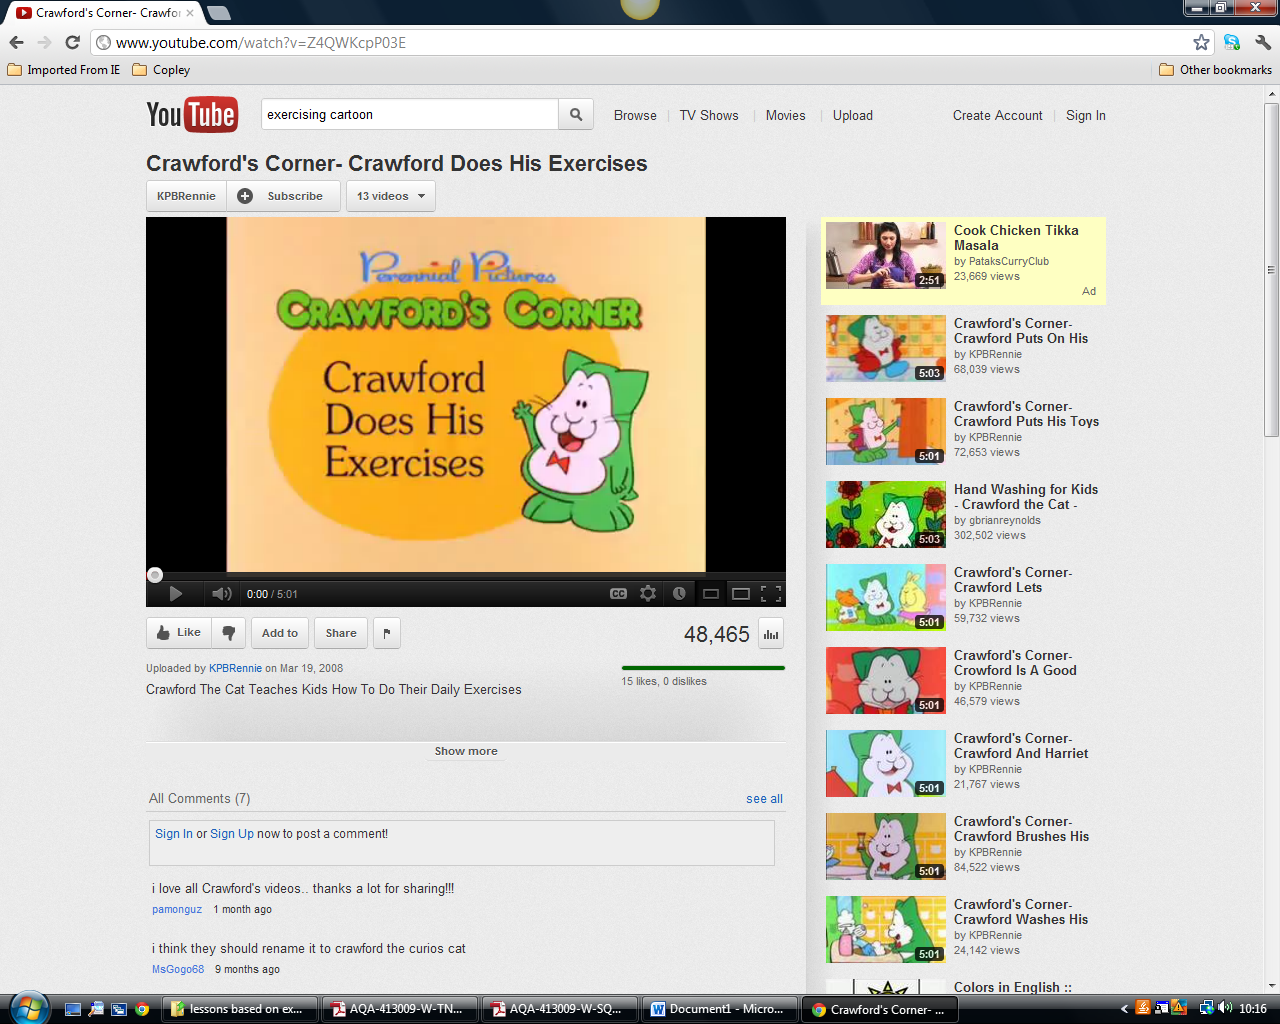 Crawford's Corner- Crawfor
www.youtube.com/watch?v=Z4QWKcpP03E
Imported From IE
Copley
Other bookmarks
YouTube
exercising cartoon
Browse
TV Shows
Movies
Upload
Create Account
Sign In
Crawford's Corner- Crawford Does His Exercises
KPBRennie
Subscribe
13 videos
Perennial Pictures
CRAWFORD'S CORNER
Crawford
Does His
Exercises
0:00 / 5:01
CC
Like
Add to
Share
48,465
Uploaded by KPBRennie on Mar 19, 2008
15 likes, 0 dislikes
Crawford The Cat Teaches Kids How To Do Their Daily Exercises
Show more
All Comments (7)
see all
Sign In or Sign Up now to post a comment!
i love all Crawford's videos.. thanks a lot for sharing!!!
pamonguz 1 month ago
i think they should rename it to crawford the curios cat
MsGogo68 9 months ago
2:51
Cook Chicken Tikka
Masala
by PataksCurryClub
23,669 views
Ad
5:03
Crawford's Corner-
Crawford Puts On His
by KPBRennie
68,039 views
5:01
Crawford's Corner-
Crawford Puts His Toys
by KPBRennie
72,653 views
5:03
Hand Washing for Kids
- Crawford the Cat -
by gbrianreynolds
302,502 views
5:01
Crawford's Corner-
Crawford Lets
by KPBRennie
59,732 views
5:01
Crawford's Corner-
Crowford Is A Good
by KPBRennie
46,579 views
5:01
Crawford's Corner-
Crawford And Harriet
by KPBRennie
21,767 views
5:01
Crawford's Corner-
Crawford Brushes His
by KPBRennie
84,522 views
5:01
Crawford's Corner-
Crawford Washes His
by KPBRennie
24,142 views
Colors in English ::
lessons based on ex...
AQA-413009-W-TN...
AQA-413009-W-SQ...
Document1 - Micro...
Crawford's Corner- ...
10:16